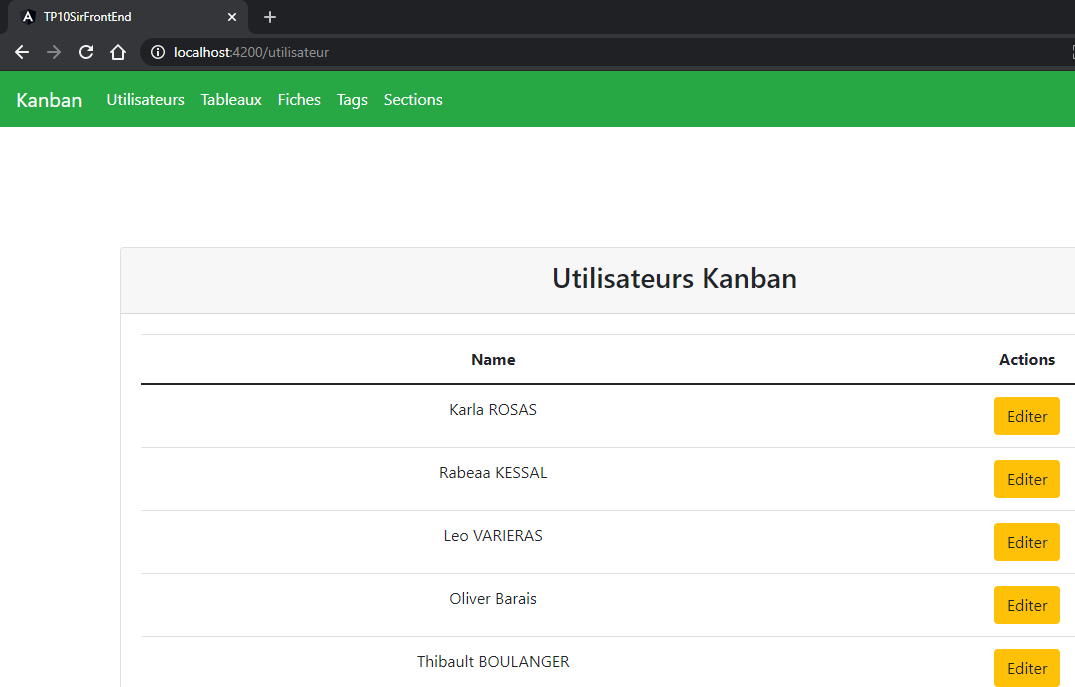 TP10SirFrontEnd
localhost:4200/utilisateur
Kanban Utilisateurs Tableaux Fiches Tags Sections
Utilisateurs Kanban
Name Actions
Karla ROSAS Editer
Rabeaa KESSAL Editer
Leo VARIERAS Editer
Oliver Barais Editer
Thibault BOULANGER Editer